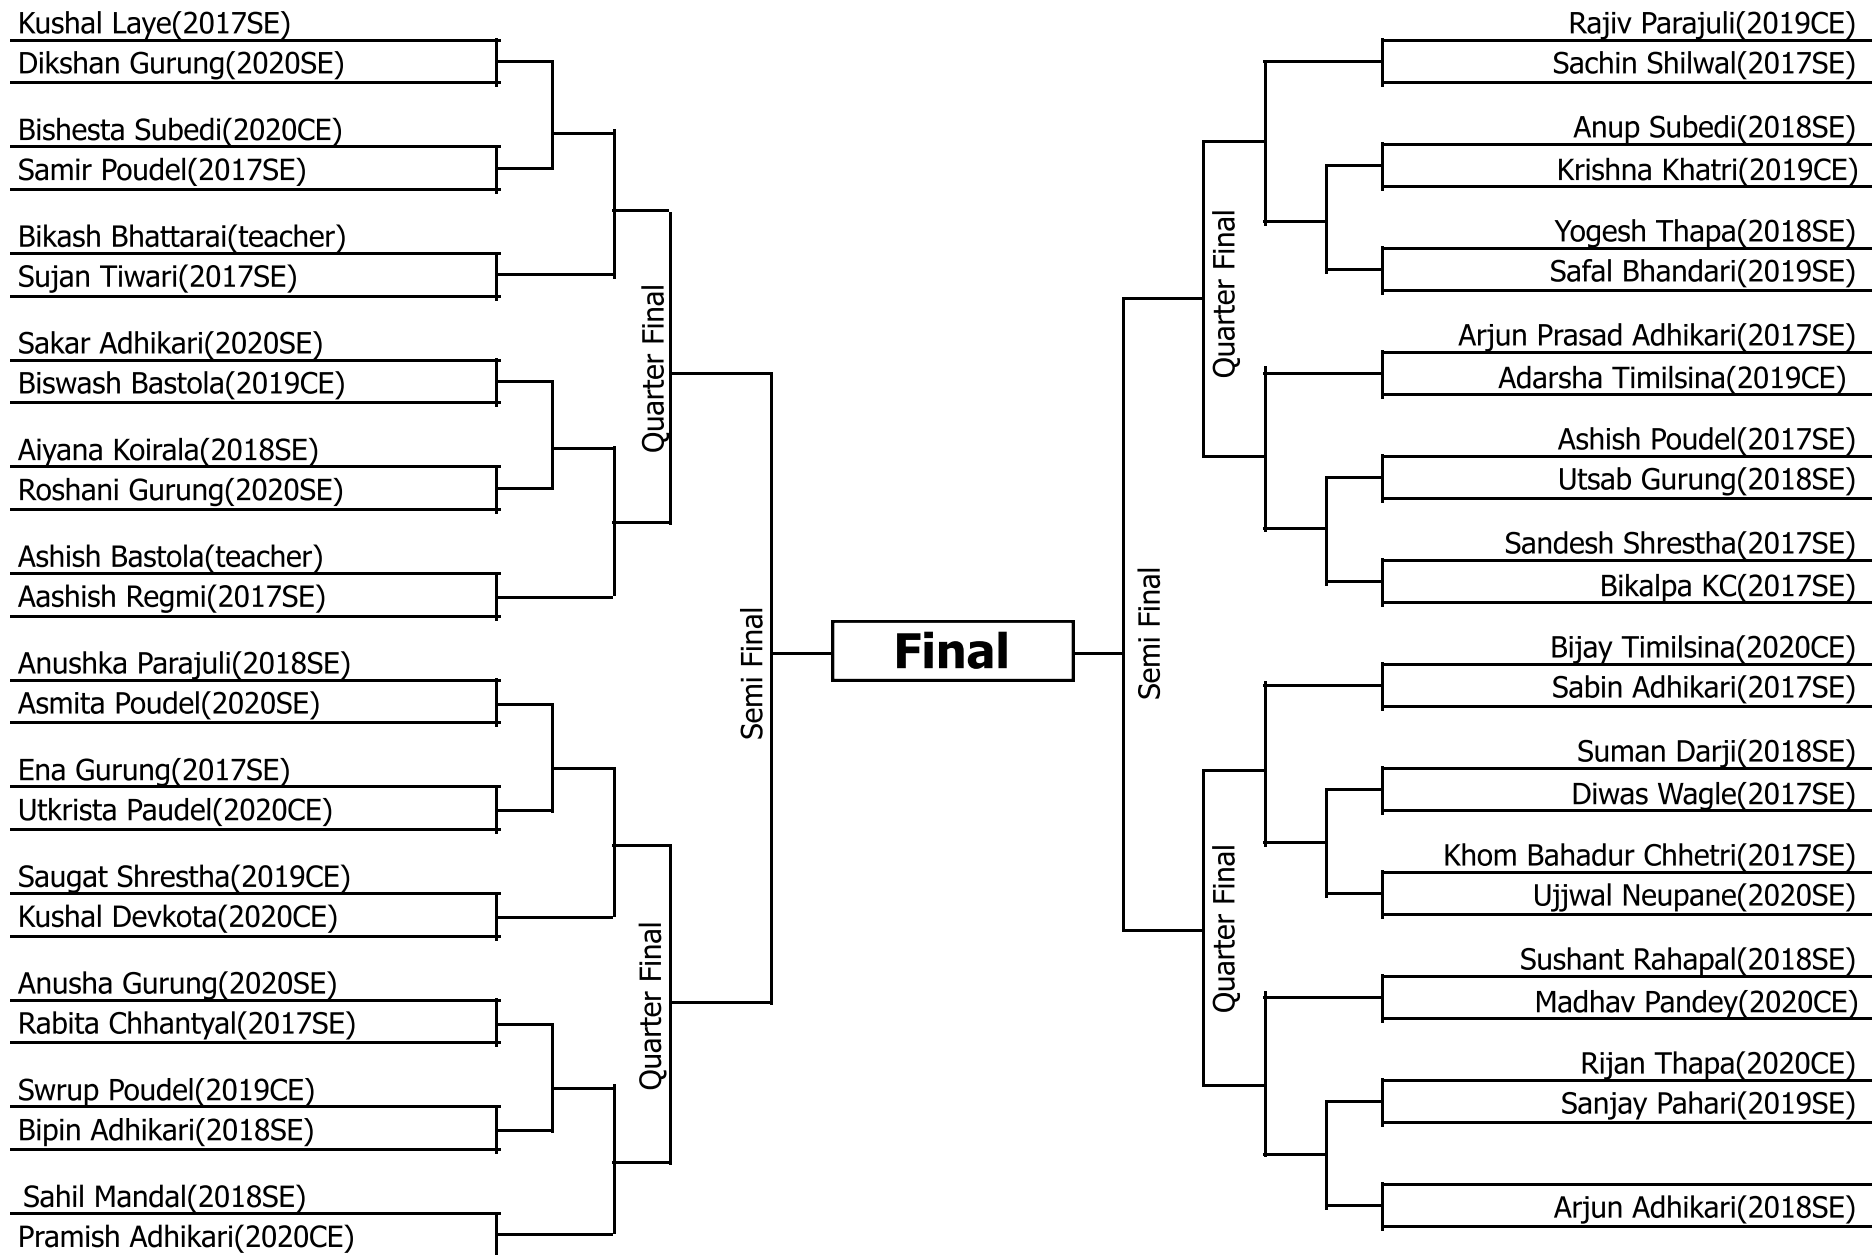 Kushal Laye(2017SE)
Dikshan Gurung(2020SE)
Bishesta Subedi(2020CE)
Samir Poudel(2017SE)
Bikash Bhattarai(teacher)
Sujan Tiwari(2017SE)
Sakar Adhikari(2020SE)
Biswash Bastola(2019CE)
Aiyana Koirala(2018SE)
Roshani Gurung(2020SE)
Ashish Bastola(teacher)
Aashish Regmi(2017SE)
Anushka Parajuli(2018SE)
Asmita Poudel(2020SE)
Ena Gurung(2017SE)
Utkrista Paudel(2020CE)
Saugat Shrestha(2019CE)
Kushal Devkota(2020CE)
Anusha Gurung(2020SE)
Rabita Chhantyal(2017SE)
Swrup Poudel(2019CE)
Bipin Adhikari(2018SE)
Sahil Mandal(2018SE)
Pramish Adhikari(2020CE)
Quarter Final
Quarter Final
Semi Final
Final
Semi Final
Quarter Final
Quarter Final
Rajiv Parajuli(2019CE)
Sachin Shilwal(2017SE)
Anup Subedi(2018SE)
Krishna Khatri(2019CE)
Yogesh Thapa(2018SE)
Safal Bhandari(2019SE)
Arjun Prasad Adhikari(2017SE)
Adarsha Timilsina(2019CE)
Ashish Poudel(2017SE)
Utsab Gurung(2018SE)
Sandesh Shrestha(2017SE)
Bikalpa KC(2017SE)
Bijay Timilsina(2020CE)
Sabin Adhikari(2017SE)
Suman Darji(2018SE)
Diwas Wagle(2017SE)
Khom Bahadur Chhetri(2017SE)
Ujjwal Neupane(2020SE)
Sushant Rahapal(2018SE)
Madhav Pandey(2020CE)
Rijan Thapa(2020CE)
Sanjay Pahari(2019SE)
Arjun Adhikari(2018SE)